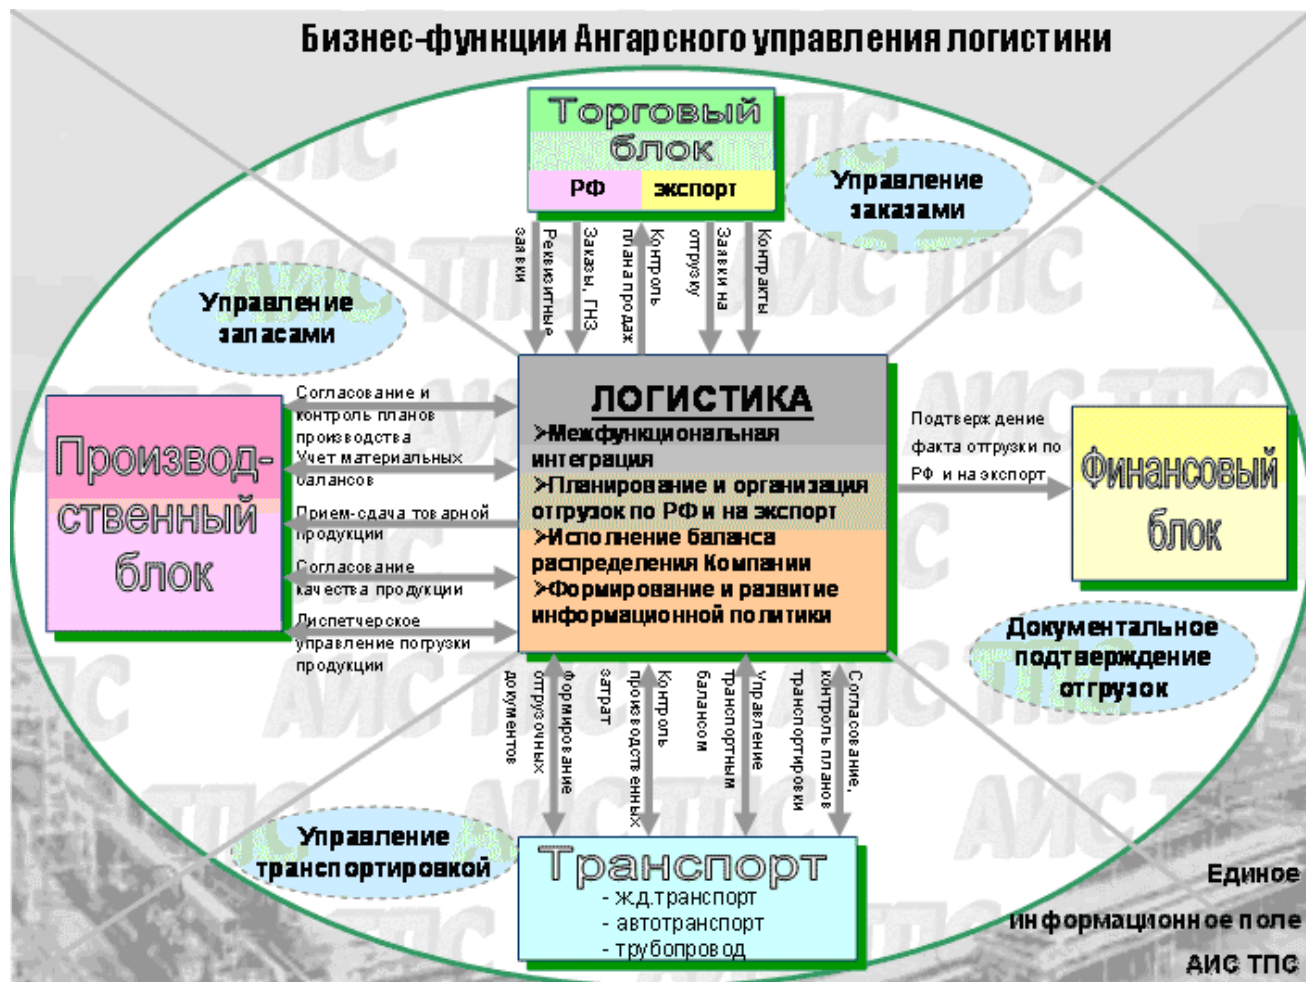 Бизнес-функции Ангарского управления логистики
Торговый
блок
РФ
экспорт
Управление
заказами
Реквизитные
заявки
Заказы, ГНЗ
Контроль
плана продаж
Заявки на
отгрузку
Контракты
Управление
запасами
Производ-
ственный
блок
Согласование и
контроль планов
производства
Учет материальных
балансов
Прием-сдача товарной
продукции
Согласование
качества продукции
Диспетчерское
управление погрузки
продукции
ЛОГИСТИКА
>Межфункциональная
интеграция
>Планирование и организация
отгрузок по РФ и на экспорт
>Исполнение баланса
распределения Компании
>Формирование и развитие
информационной политики
Подтверждение
факта отгрузки по
РФ и на экспорт
Финансовый
блок
Документальное
подтверждение
отгрузок
Формирование
отгрузочных
документов
Контроль
производственных
затрат
Управление
транспортным
балансом
Согласование,
контроль планов
транспортировки
Управление
транспортировкой
Транспорт
- ж.д.транспорт
- автотранспорт
- трубопровод
Единое
информационное поле
АИС ТПС